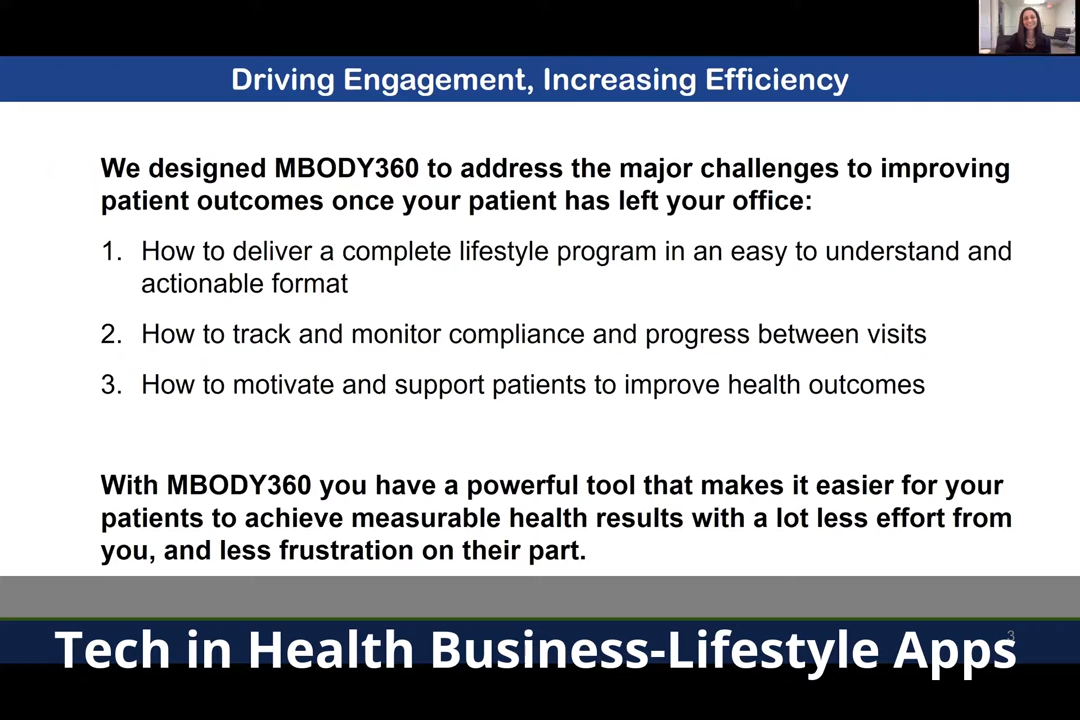 Driving Engagement, Increasing Efficiency
We designed MBODY360 to address the major challenges to improving
patient outcomes once your patient has left your office:
1. How to deliver a complete lifestyle program in an easy to understand and
actionable format
2. How to track and monitor compliance and progress between visits
3. How to motivate and support patients to improve health outcomes
With MBODY360 you have a powerful tool that makes it easier for your
patients to achieve measurable health results with a lot less effort from
you, and less frustration on their part.
3
Tech in Health Business-Lifestyle Apps